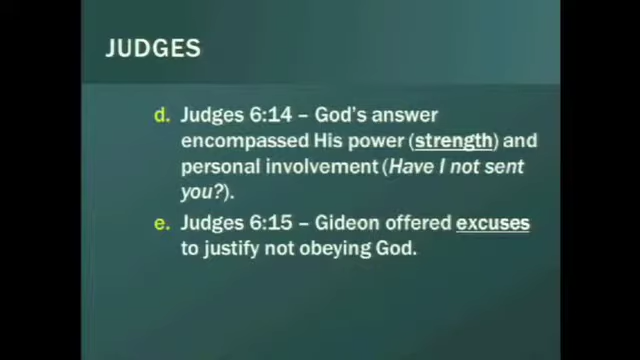 JUDGES
d. Judges 6:14 – God's answer
encompassed His power (strength) and
personal involvement (Have I not sent
you?).
e. Judges 6:15 – Gideon offered excuses
to justify not obeying God.